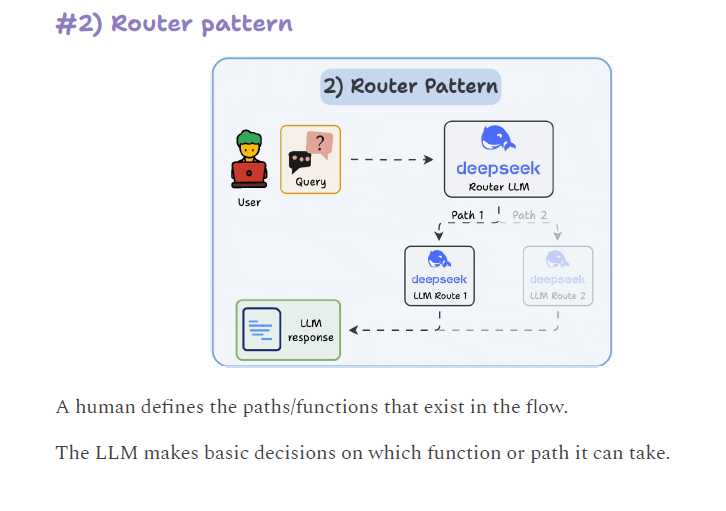 #2) Router pattern
2) Router Pattern
User
?
Query
deepseek
Router LLM
Path 1
Path 2
deepseek
LLM Route 1
deepseek
LLM Route 2
LLM
response
A human defines the paths/functions that exist in the flow.
The LLM makes basic decisions on which function or path it can take.